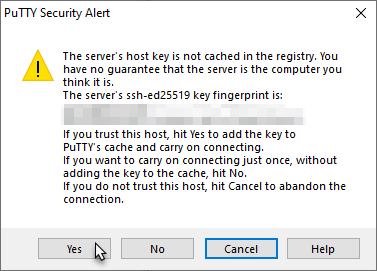 PuTTY Security Alert
The server's host key is not cached in the registry. You
have no guarantee that the server is the computer you
think it is.
The server's ssh-ed25519 key fingerprint is:
If you trust this host, hit Yes to add the key to
PuTTY's cache and carry on connecting.
If you want to carry on connecting just once, without
adding the key to the cache, hit No.
If you do not trust this host, hit Cancel to abandon the
connection.
Yes
No
Cancel
Help